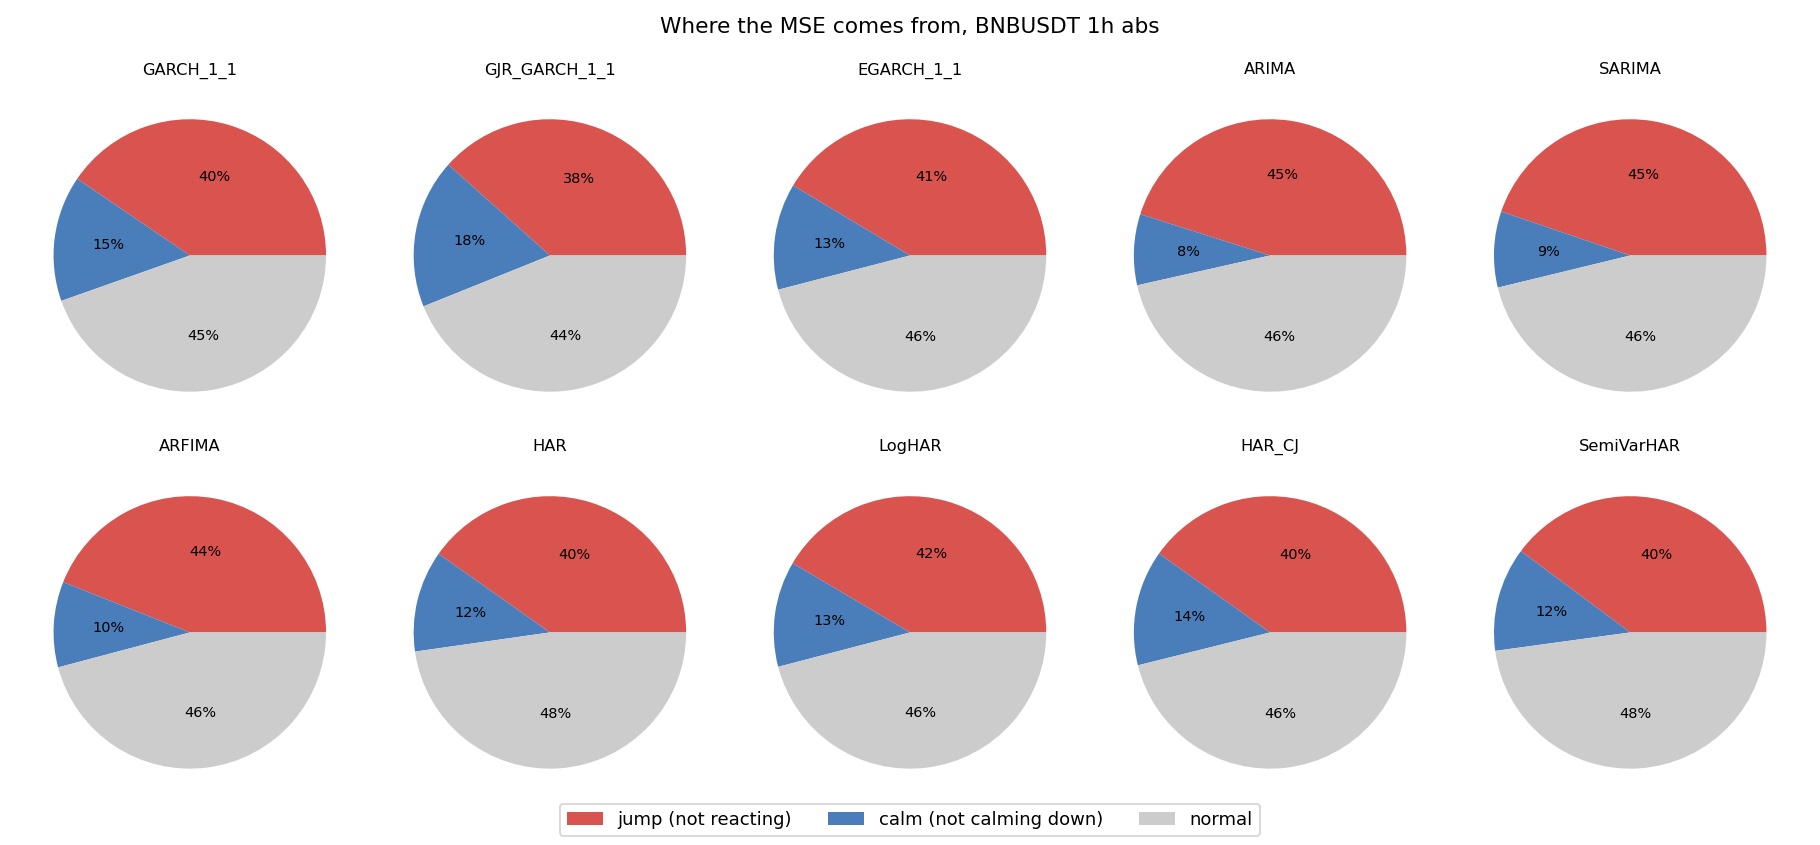 Where the MSE comes from, BNBUSDT 1h abs
GARCH_1_1
GJR_GARCH_1_1
EGARCH_1_1
ARIMA
SARIMA
40%
15%
45%
38%
18%
44%
41%
13%
46%
45%
8%
46%
45%
9%
46%
ARFIMA
HAR
LogHAR
HAR_CJ
SemiVarHAR
44%
10%
46%
40%
12%
48%
42%
13%
46%
40%
14%
46%
40%
12%
48%
jump (not reacting)
calm (not calming down)
normal